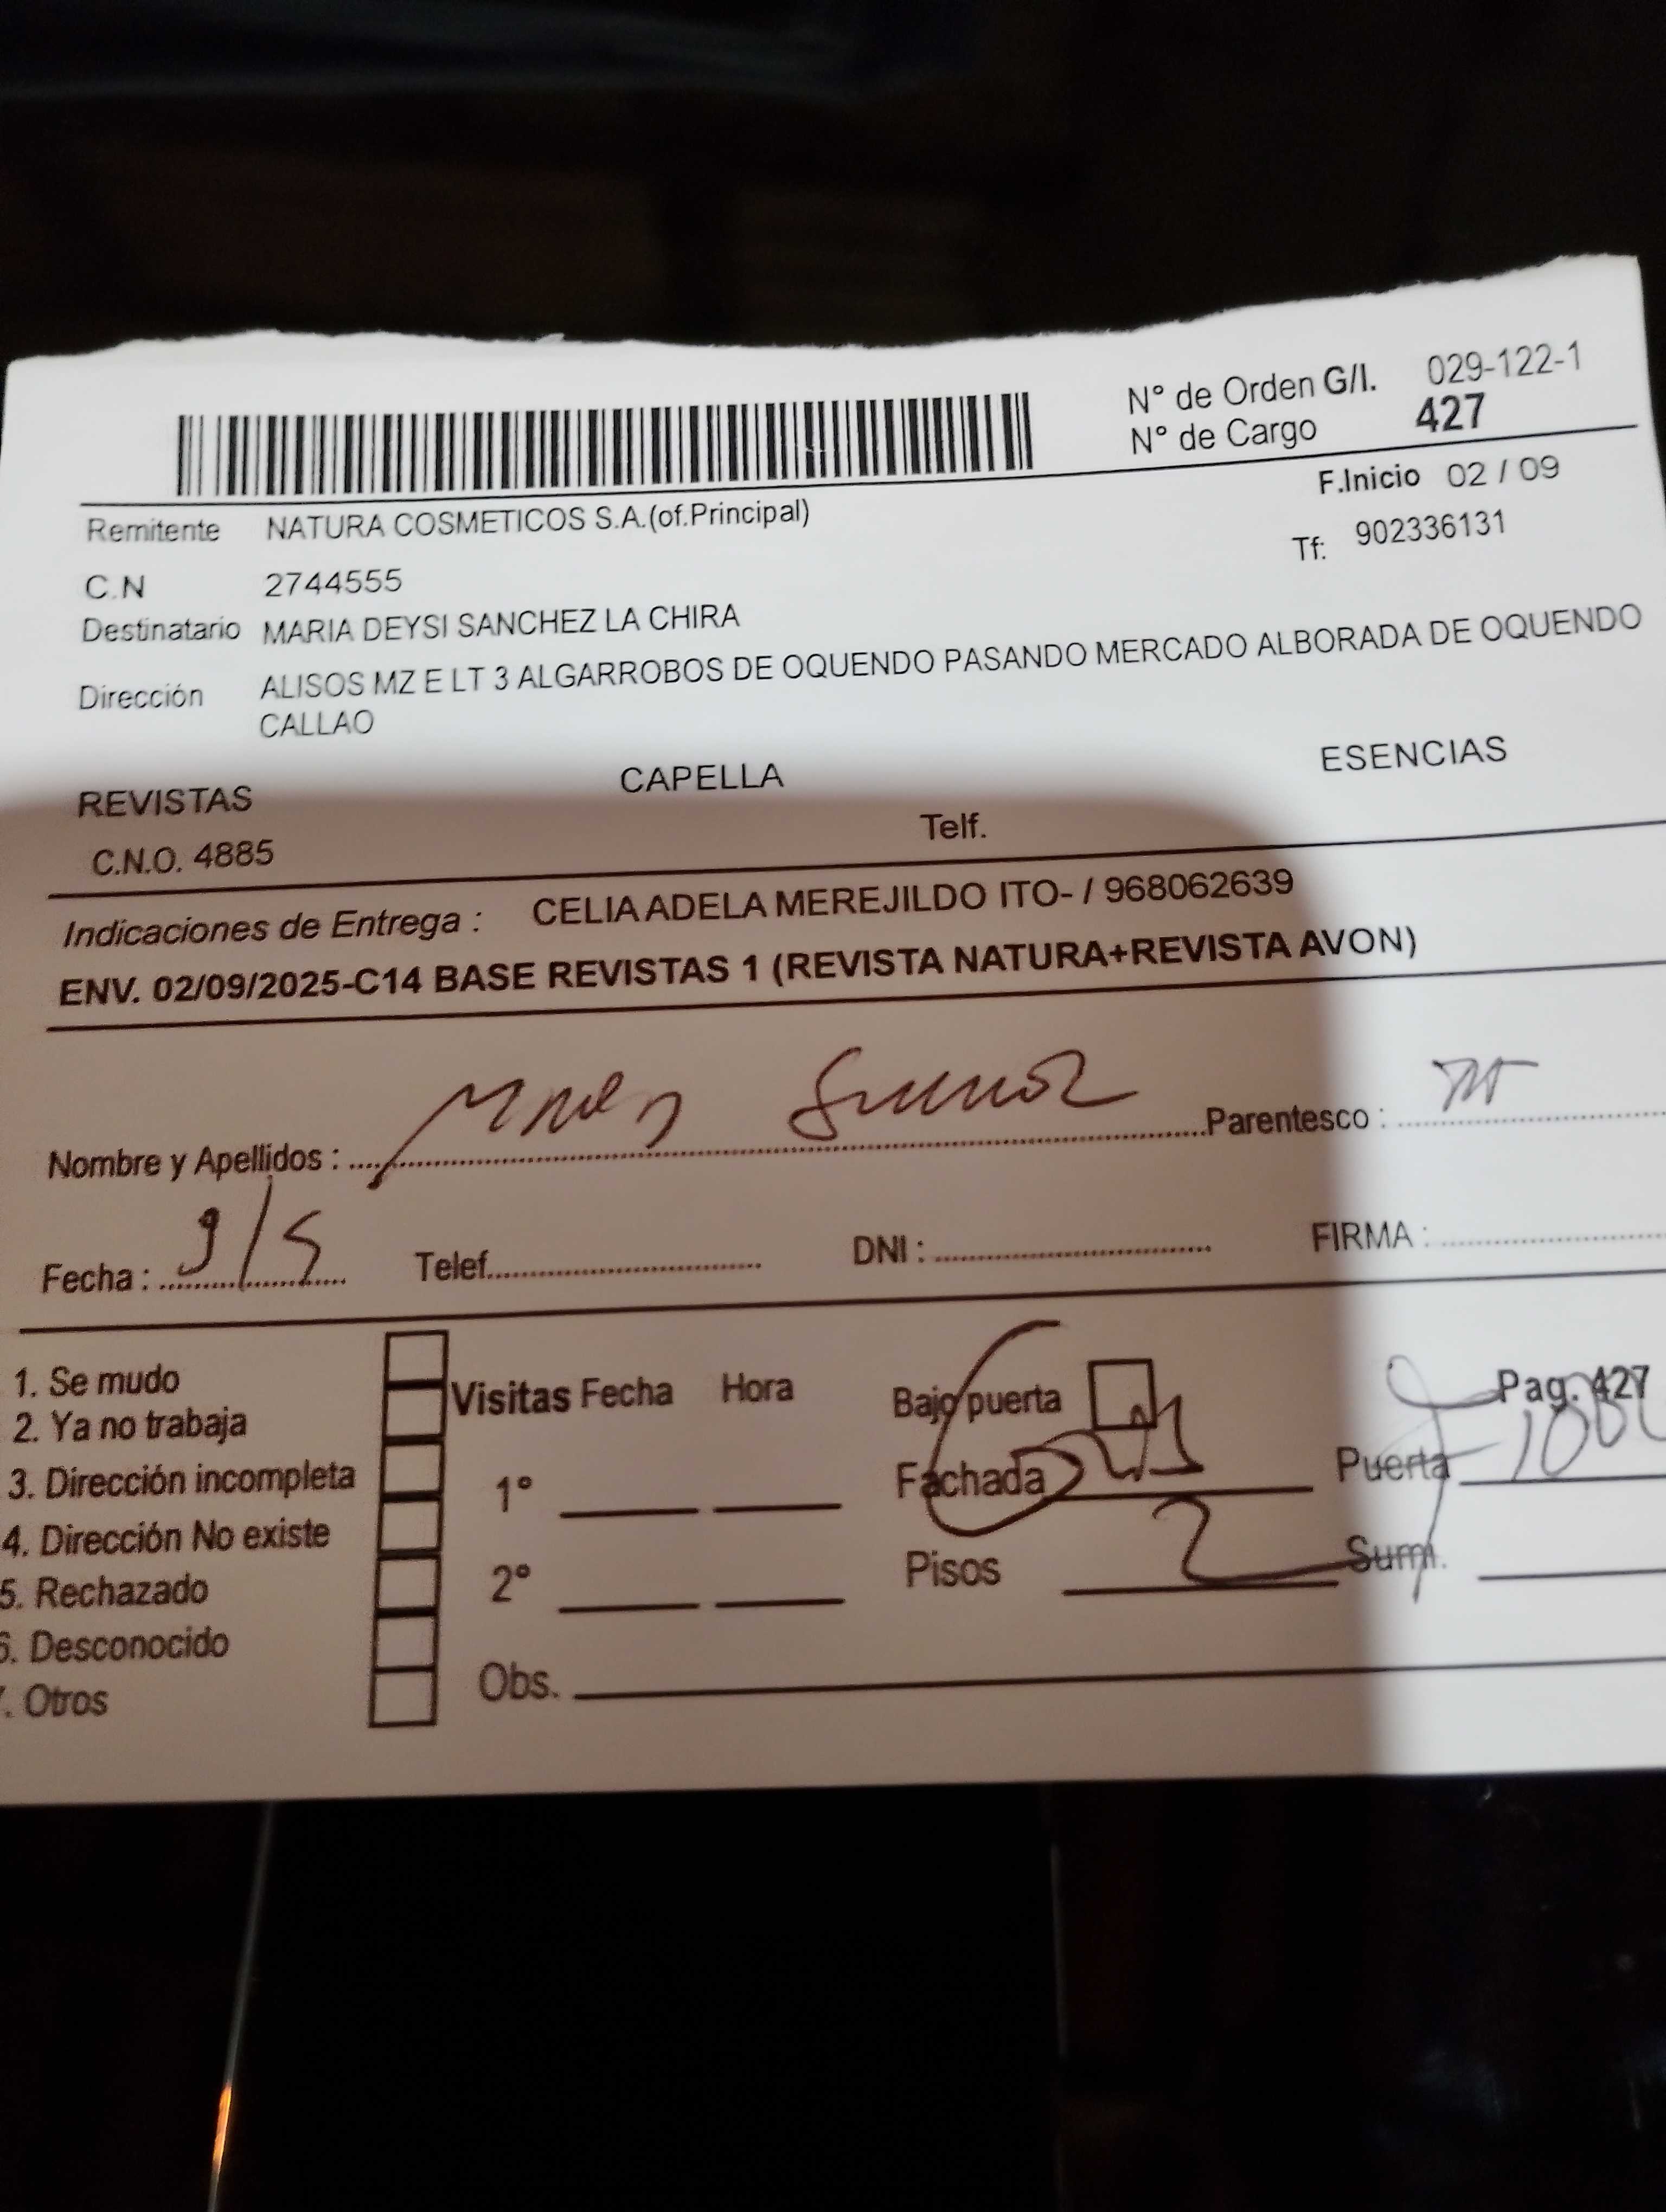 N° de Orden G/I. 029-122-1
N° de Cargo 427
F.Inicio 02 / 09
Remitente NATURA COSMETICOS S.A.(of.Principal)
Tf: 902336131
C.N 2744555
Destinatario MARIA DEYSI SANCHEZ LA CHIRA
Dirección ALISOS MZ E LT 3 ALGARROBOS DE OQUENDO PASANDO MERCADO ALBORADA DE OQUENDO
CALLAO
REVISTAS CAPELLA ESENCIAS
C.N.O. 4885 Telf.
Indicaciones de Entrega : CELIA ADELA MEREJILDO ITO- / 968062639
ENV. 02/09/2025-C14 BASE REVISTAS 1 (REVISTA NATURA+REVISTA AVON)
Nombre y Apellidos : Parentesco :
Fecha : 9/5 Telef. DNI : FIRMA :
1. Se mudo
2. Ya no trabaja
3. Dirección incompleta
4. Dirección No existe
5. Rechazado
6. Desconocido
. Otros
Visitas Fecha Hora
1°
2°
Obs.
Bajo puerta
Fachada
Pisos 2
Pag. 427
Puerta
Sumi.